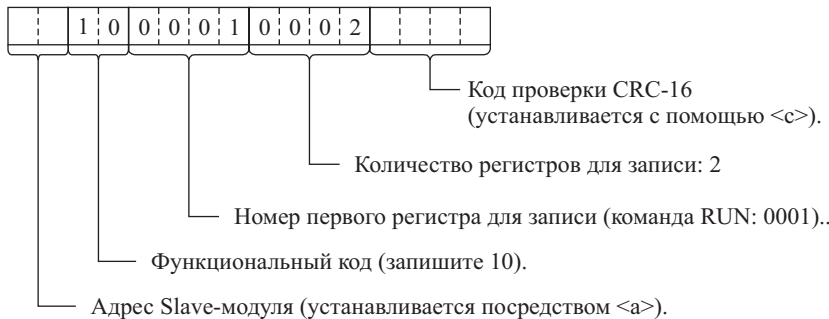 1 0 0 0 0 1 0 0 0 2
Код проверки CRC-16
(устанавливается с помощью <c>).
Количество регистров для записи: 2
Номер первого регистра для записи (команда RUN: 0001)..
Функциональный код (запишите 10).
Адрес Slave-модуля (устанавливается посредством <a>).